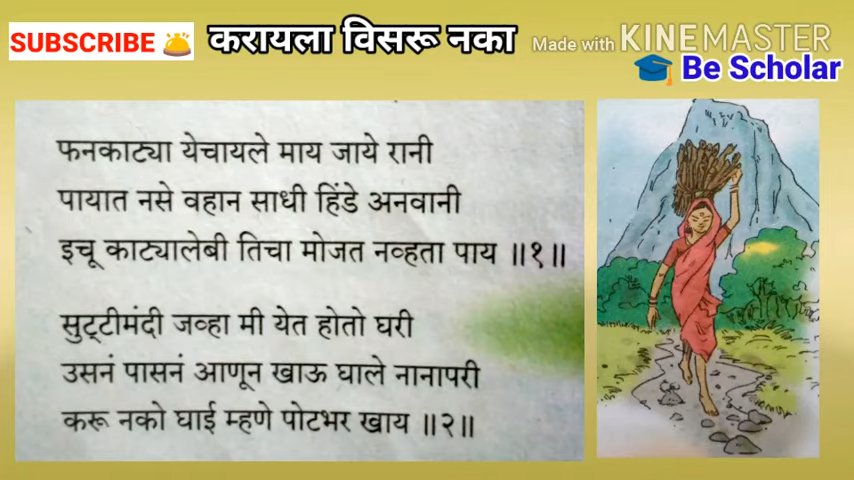 SUBSCRIBE करायला विसरू नका Made with KINEMASTER
Be Scholar
फनकाट्या येचायले माय जाये रानी
पायात नसे वहान साधी हिंडे अनवानी
इचू काट्यालेबी तिचा मोजत नव्हता पाय ॥१॥
सुट्टीमंदी जव्हा मी येत होतो घरी
उसनं पासनं आणून खाऊ घाले नानापरी
करू नको घाई म्हणे पोटभर खाय ॥२॥